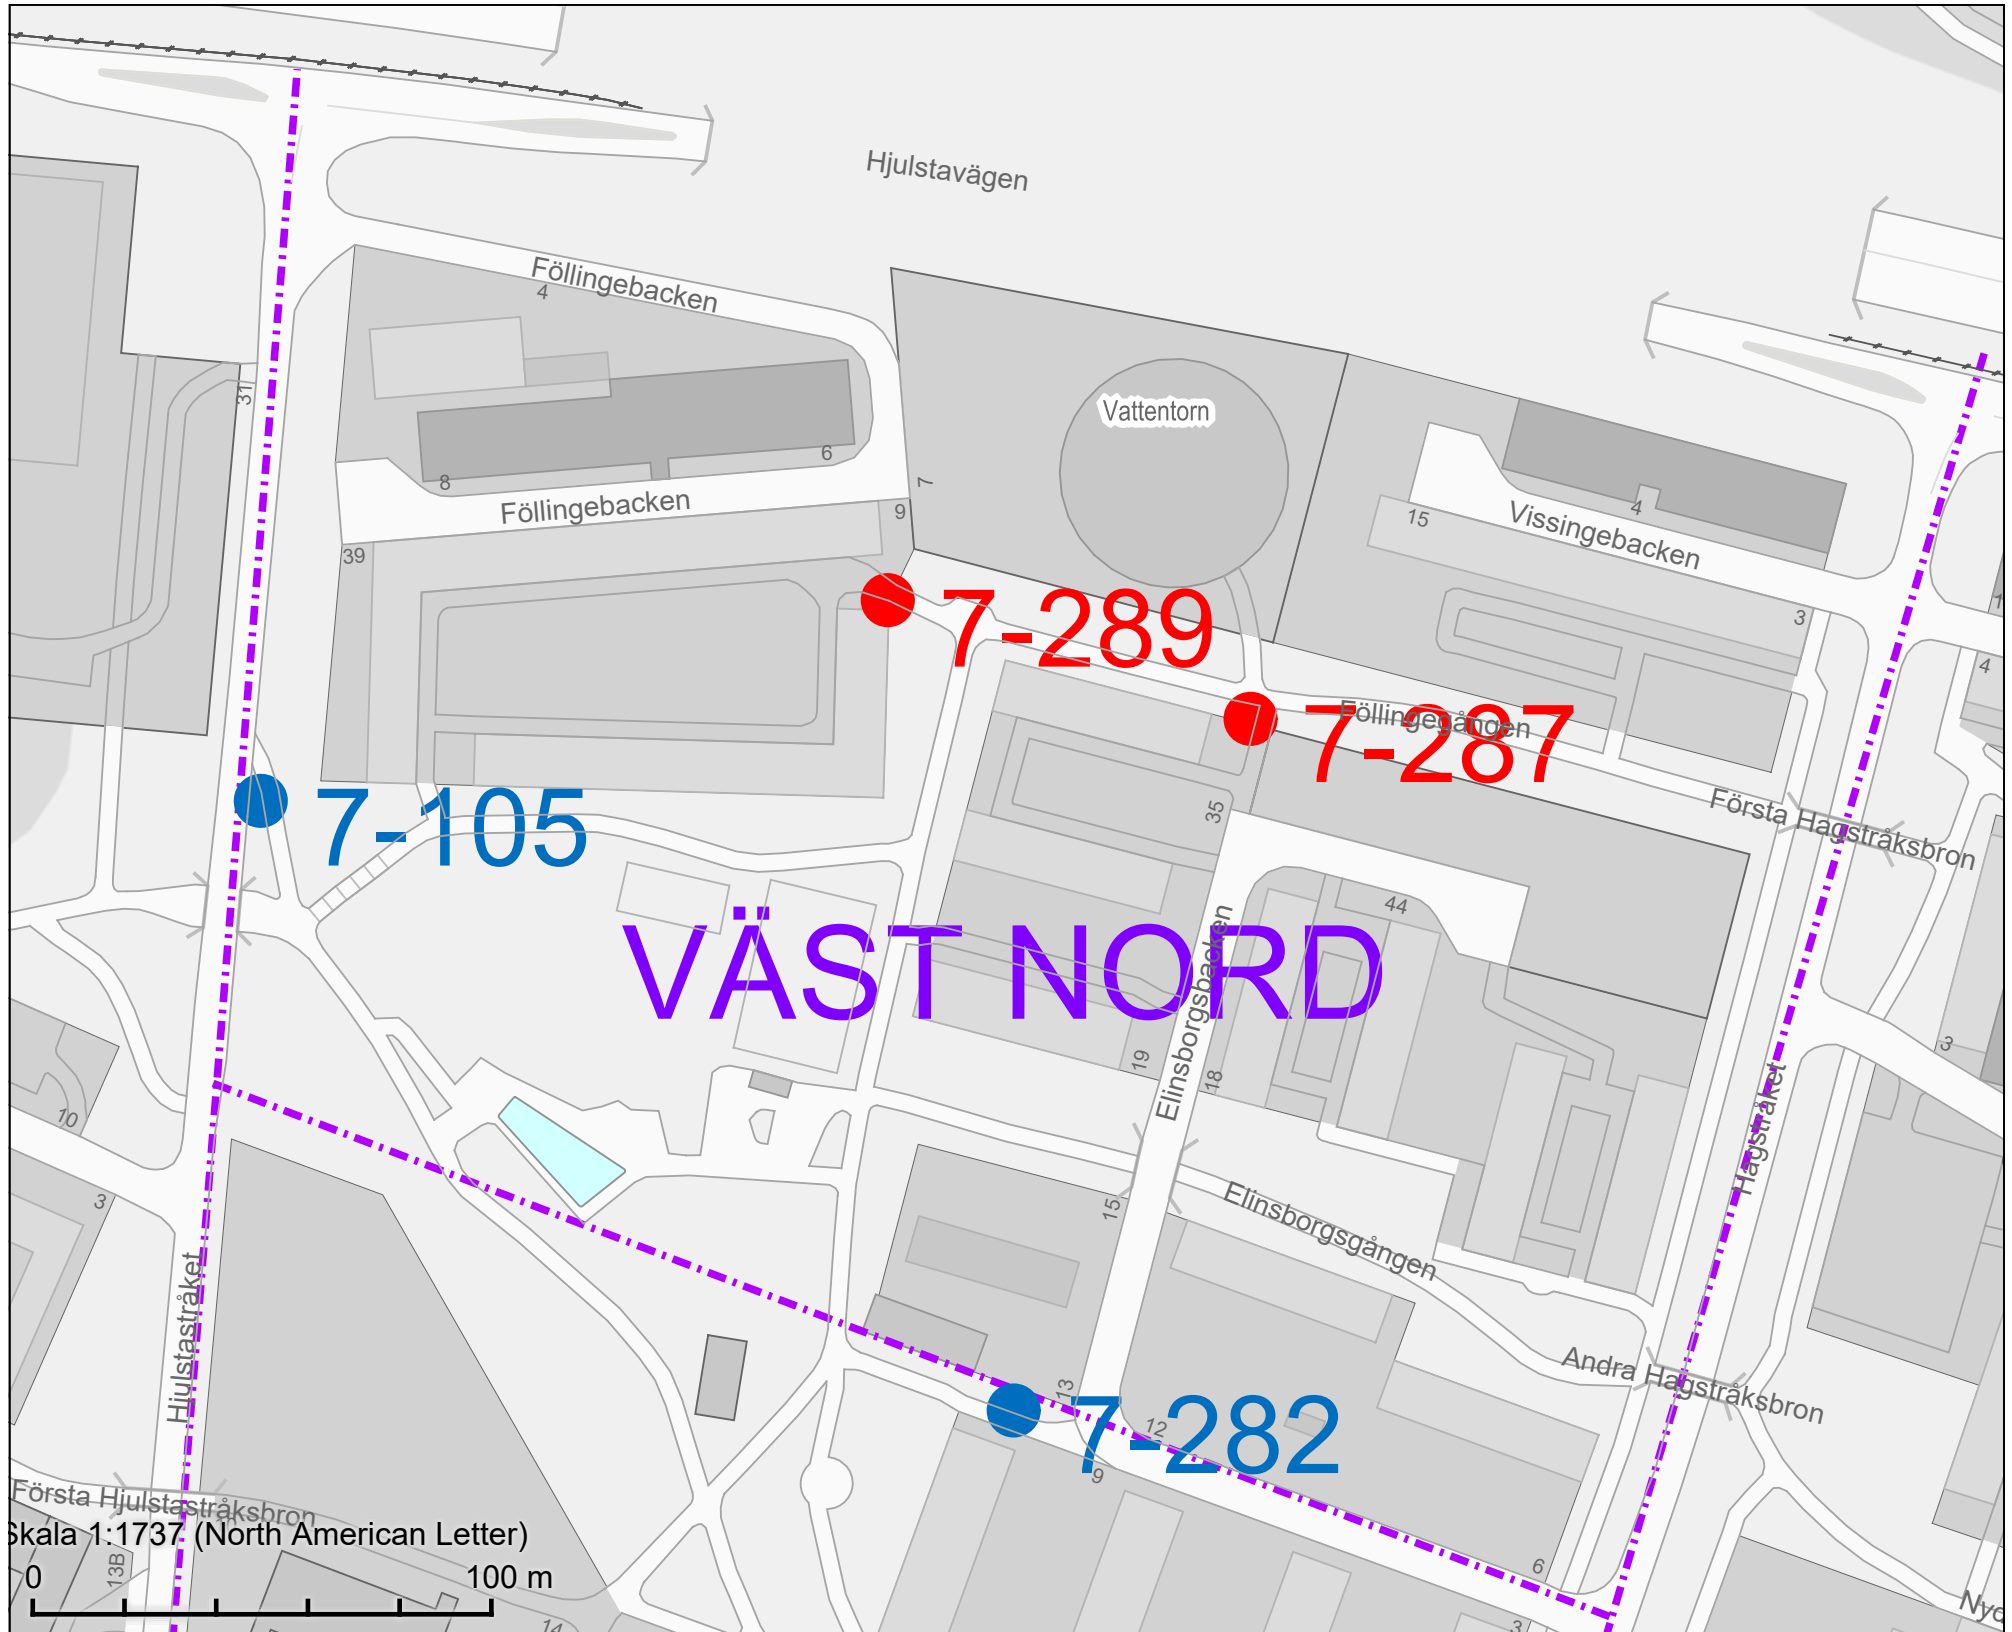 Hjulstavägen
Föllingebacken
4
Vattentorn
31
6
8
Föllingebacken
7
9
39
15
Vissingebacken
4
3
4
7-289
7-287
Föllingegången
7-105
35
Första Hagstråksbron
44
VÄST NORD
Elinsborgsbacken
19
18
3
10
Hagstråket
3
15
Elinsborgsgången
Hjulstastråket
Andra Hagstråksbron
13
7-282
12
9
Första Hjulstastråksbron
Skala 1:1737 (North American Letter)
0
100 m
13B
6
14
3